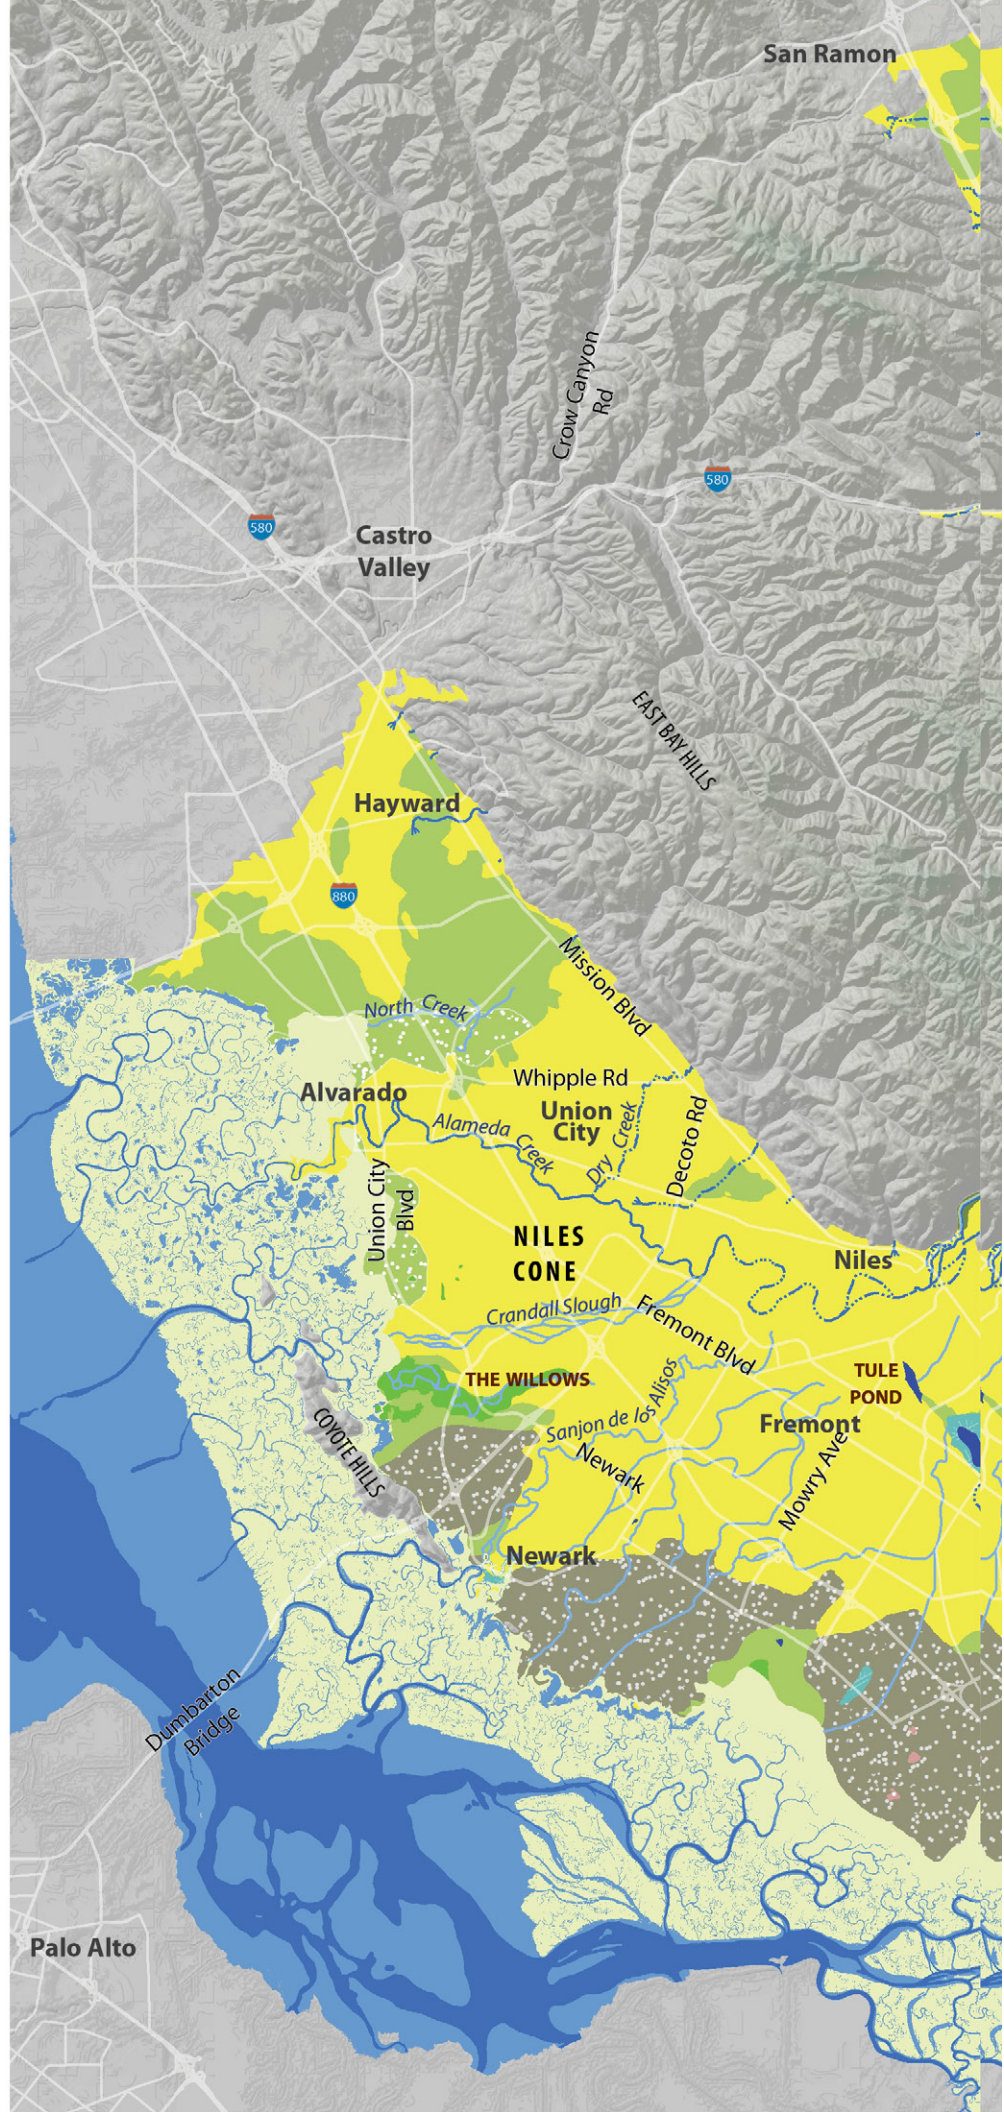 San Ramon
Crow Canyon
Rd
580
580
Castro
Valley
EAST BAY HILLS
Hayward
880
Mission Blvd
North Creek
Whipple Rd
Alvarado
Union
City
Alameda Creek
Dry Creek
Decoto Rd
Union City
Blvd
NILES
CONE
Niles
Crandall Slough
Fremont Blvd
THE WILLOWS
TULE
POND
Sanjon de los Alisos
Fremont
COYOTE HILLS
Newark
Mowry Ave
Newark
Dumbarton
Bridge
Palo Alto